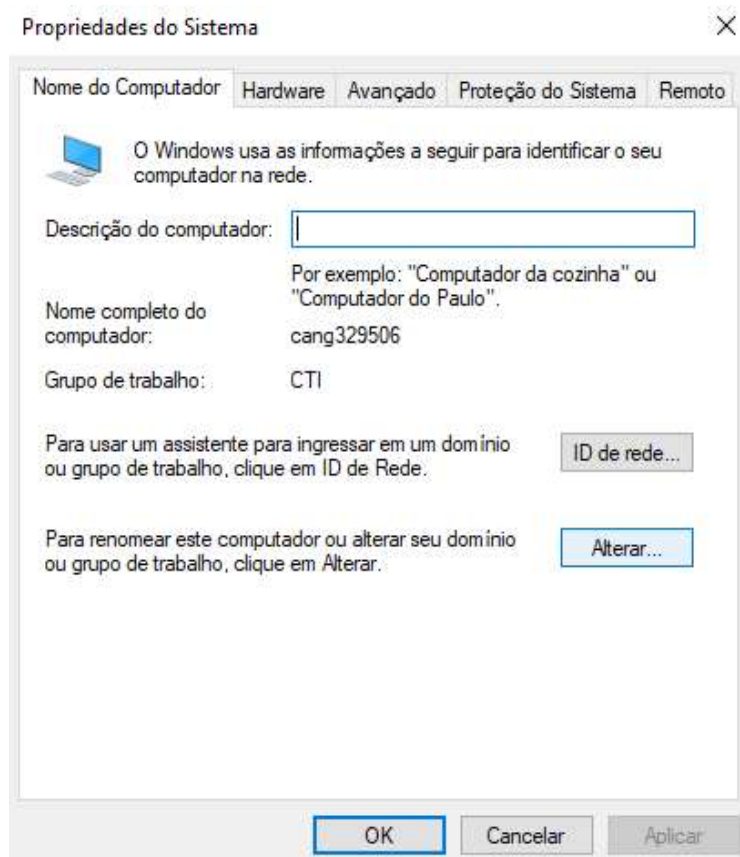 Propriedades do Sistema
Nome do Computador Hardware Avançado Proteção do Sistema Remoto
O Windows usa as informações a seguir para identificar o seu
computador na rede.
Descrição do computador:
Por exemplo: "Computador da cozinha" ou
"Computador do Paulo".
Nome completo do
computador:
cang329506
Grupo de trabalho: CTI
Para usar um assistente para ingressar em um domínio
ou grupo de trabalho, clique em ID de Rede.
ID de rede...
Para renomear este computador ou alterar seu domínio
ou grupo de trabalho, clique em Alterar.
Alterar...
OK Cancelar Aplicar